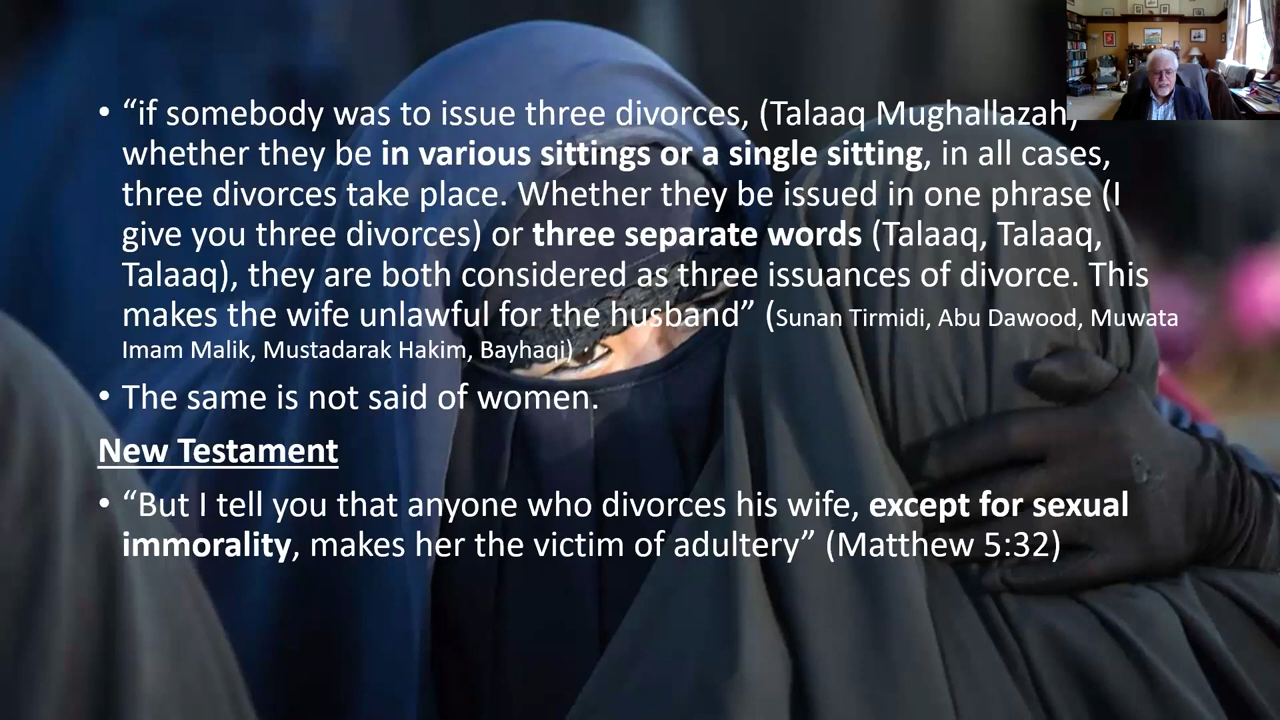 • “if somebody was to issue three divorces, (Talaaq Mughallazah,
whether they be in various sittings or a single sitting, in all cases,
three divorces take place. Whether they be issued in one phrase (I
give you three divorces) or three separate words (Talaaq, Talaaq,
Talaaq), they are both considered as three issuances of divorce. This
makes the wife unlawful for the husband” (Sunan Tirmidi, Abu Dawood, Muwata
Imam Malik, Mustadarak Hakim, Bayhaqi)
• The same is not said of women.
New Testament
• “But I tell you that anyone who divorces his wife, except for sexual
immorality, makes her the victim of adultery” (Matthew 5:32)